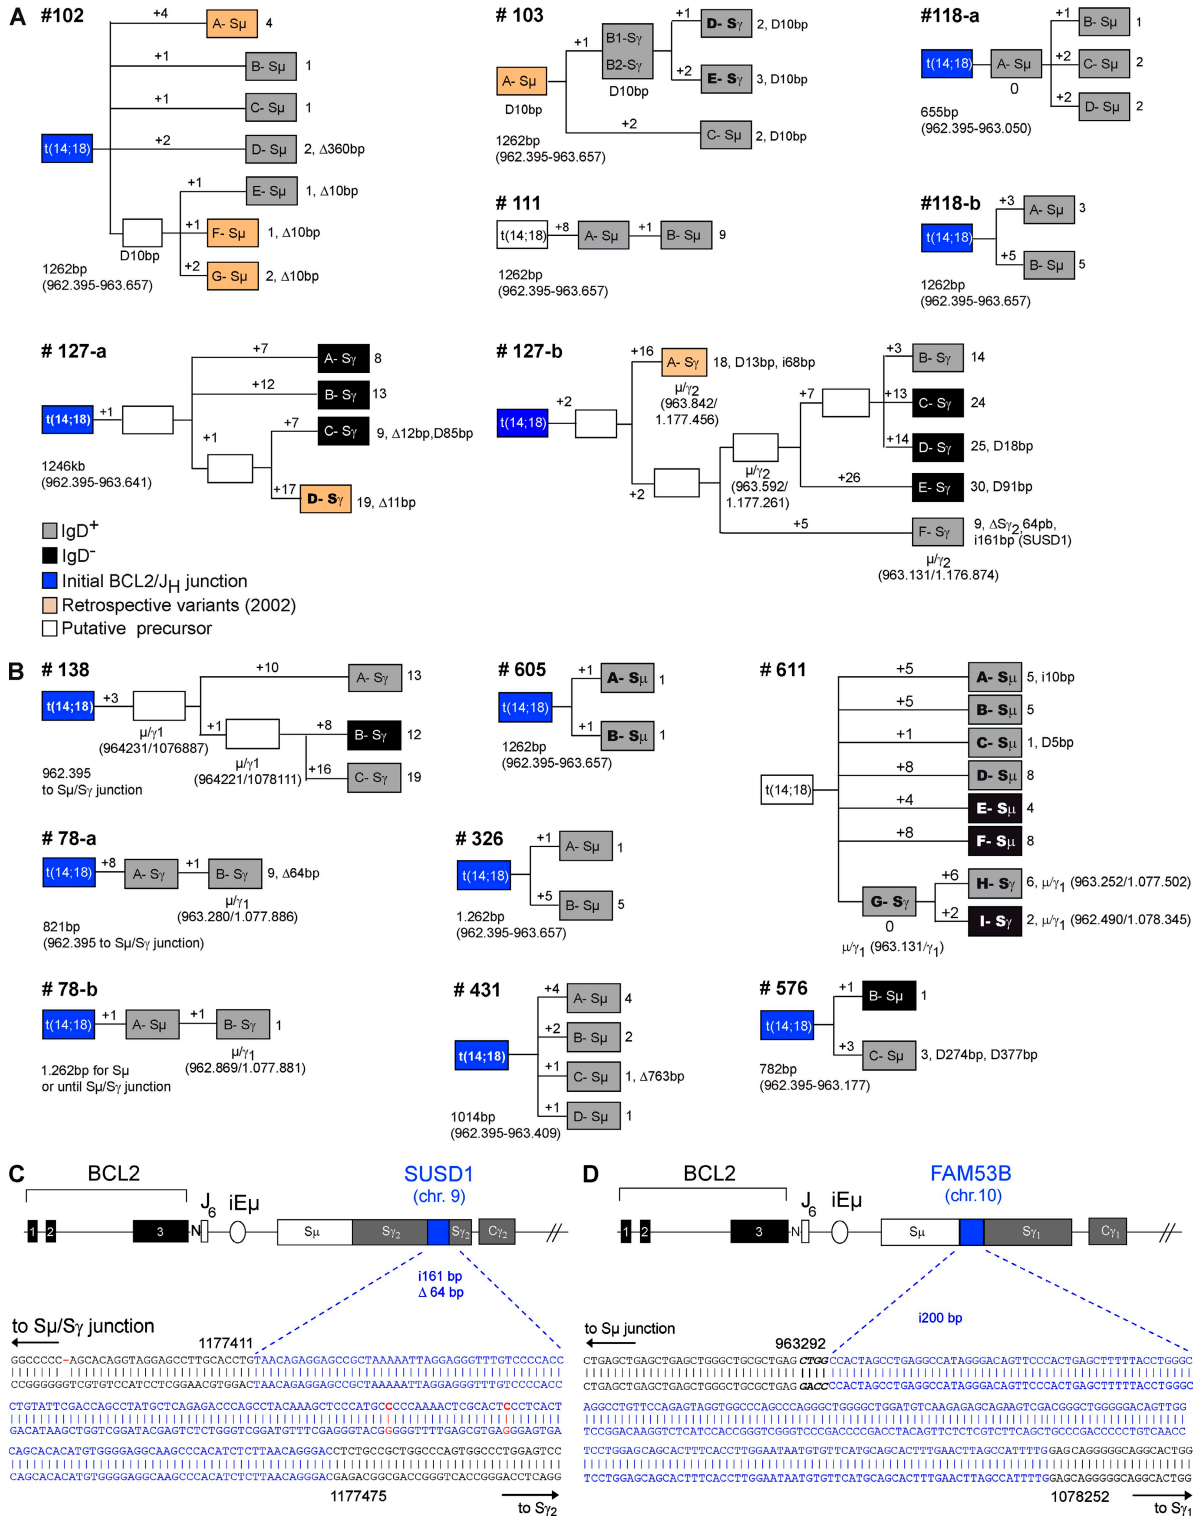 A
#102
t(14;18)
+4
A- Sμ
4
+1
B- Sμ
1
+1
C- Sμ
1
+2
D- Sμ
2, Δ360bp
+1
E- Sμ
1, Δ10bp
+1
F- Sμ
1, Δ10bp
+2
G- Sμ
2, Δ10bp
D10bp
1262bp
(962.395-963.657)
# 103
A- Sμ
D10bp
+1
B1-Sγ
B2-Sγ
D10bp
+1
D- Sγ
2, D10bp
+2
E- Sγ
3, D10bp
+2
C- Sμ
2, D10bp
1262bp
(962.395-963.657)
#118-a
t(14;18)
A- Sμ
0
+1
B- Sμ
1
+2
C- Sμ
2
+2
D- Sμ
2
655bp
(962.395-963.050)
# 111
t(14;18)
+8
A- Sμ
+1
B- Sμ
9
1262bp
(962.395-963.657)
#118-b
t(14;18)
+3
A- Sμ
3
+5
B- Sμ
5
1262bp
(962.395-963.657)
# 127-a
t(14;18)
+1
+7
A- Sγ
8
+12
B- Sγ
13
+1
+7
C- Sγ
9, Δ12bp,D85bp
+17
D- Sγ
19, Δ11bp
1246kb
(962.395-963.641)
# 127-b
t(14;18)
+2
+16
A- Sγ
18, D13bp, i68bp
μ/γ2
(963.842/
1.177.456)
+2
μ/γ2
(963.592/
1.177.261)
+7
+3
B- Sγ
14
+13
C- Sγ
24
+14
D- Sγ
25, D18bp
+26
E- Sγ
30, D91bp
+5
F- Sγ
9, ΔSγ2,64pb,
i161bp (SUSD1)
μ/γ2
(963.131/1.176.874)
IgD+
IgD-
Initial BCL2/JH junction
Retrospective variants (2002)
Putative precursor
B
# 138
t(14;18)
+3
μ/γ1
(964231/1076887)
+10
A- Sγ
13
+1
μ/γ1
(964221/1078111)
+8
B- Sγ
12
+16
C- Sγ
19
962.395
to Sμ/Sγ junction
# 605
t(14;18)
+1
A- Sμ
1
+1
B- Sμ
1
1262bp
(962.395-963.657)
# 611
t(14;18)
+5
A- Sμ
5, i10bp
+5
B- Sμ
5
+1
C- Sμ
1, D5bp
+8
D- Sμ
8
+4
E- Sμ
4
+8
F- Sμ
8
G- Sγ
0
μ/γ1 (963.131/γ1)
+6
H- Sγ
6, μ/γ1 (963.252/1.077.502)
+2
I- Sγ
2, μ/γ1 (962.490/1.078.345)
# 78-a
t(14;18)
+8
A- Sγ
+1
B- Sγ
9, Δ64bp
μ/γ1
(963.280/1.077.886)
821bp
(962.395 to Sμ/Sγ junction)
# 326
t(14;18)
+1
A- Sμ
1
+5
B- Sμ
5
1.262bp
(962.395-963.657)
# 78-b
t(14;18)
+1
A- Sμ
+1
B- Sγ
1
μ/γ1
(962.869/1.077.881)
1.262bp for Sμ
or until Sμ/Sγ junction
# 431
t(14;18)
+4
A- Sμ
4
+2
B- Sμ
2
+1
C- Sμ
1, Δ763bp
+1
D- Sμ
1
1014bp
(962.395-963.409)
# 576
t(14;18)
+1
B- Sμ
1
+3
C- Sμ
3, D274bp, D377bp
782bp
(962.395-963.177)
C
BCL2
SUSD1
(chr. 9)
1
2
3
N
J6
iEμ
Sμ
Sγ2
Sγ2
Cγ2
i161 bp
Δ 64 bp
to Sμ/Sγ junction
1177411
GGCCCCC-AGCACAGGTAGGAGCCTTGCACCTGTAACAGAGGAGCCGCTAAAAATTAGGAGGGTTTGTCCCCACC
CCGGGGGGTCGTGTCCATCCTCGGAACGTGGACTAACAGAGGAGCCGCTAAAAATTAGGAGGGTTTGTCCCCACC
CTGTATTCGACCAGCCTATGCTCAGAGACCCAGCCTACAAAGCTCCCATGCCCCCAAAACTCGCACTCCCTCACT
GACATAAGCTGGTCGGATACGAGTCTCTGGGTCGGATGTTTCGAGGGTACGGGGGTTTTGAGCGTGAGGGAGTGA
CAGCACACATGTGGGGAGGCAAGCCCACATCTCTTAACAGGGACCTCTGCCGCTGGCCCAGTGGCCCTGGAGTCC
CAGCACACATGTGGGGAGGCAAGCCCACATCTCTTAACAGGGACGAGACGGCGACCGGGTCACCGGGACCTCAGG
1177475
to Sγ2
D
BCL2
FAM53B
(chr.10)
1
2
3
N
J6
iEμ
Sμ
Sγ1
Cγ1
i200 bp
to Sμ junction
963292
CTGAGCTGAGCTGAGCTGGGCTGCGCTGAGCTGGCCACTAGCCTGAGGCCATAGGGACAGTTCCCACTGAGCTTTTTACCTGGGC
CTGAGCTGAGCTGAGCTGGGCTGCGCTGAGGACCCCACTAGCCTGAGGCCATAGGGACAGTTCCCACTGAGCTTTTTACCTGGGC
AGGCCTGTTCCAGAGTAGGTGGCCCAGCCCAGGGCTGGGGCTGGATGTCAAGAGAGCAGAAGTCGACGGGCTGGGGGACAGTTGG
TCCGGACAAGGTCTCATCCACCGGGTCGGGTCCCGACCCCGACCTACAGTTCTCTCGTCTTCAGCTGCCCGACCCCCTGTCAACC
TCCTGGAGCAGCACTTTCACCTTGGAATAATGTGTTCATGCAGCACTTTGAACTTAGCCATTTTGGAGCAGGGGGCAGGCACTGG
TCCTGGAGCAGCACTTTCACCTTGGAATAATGTGTTCATGCAGCACTTTGAACTTAGCCATTTTGGAGCAGGGGGCAGGCACTGG
1078252
to Sγ1